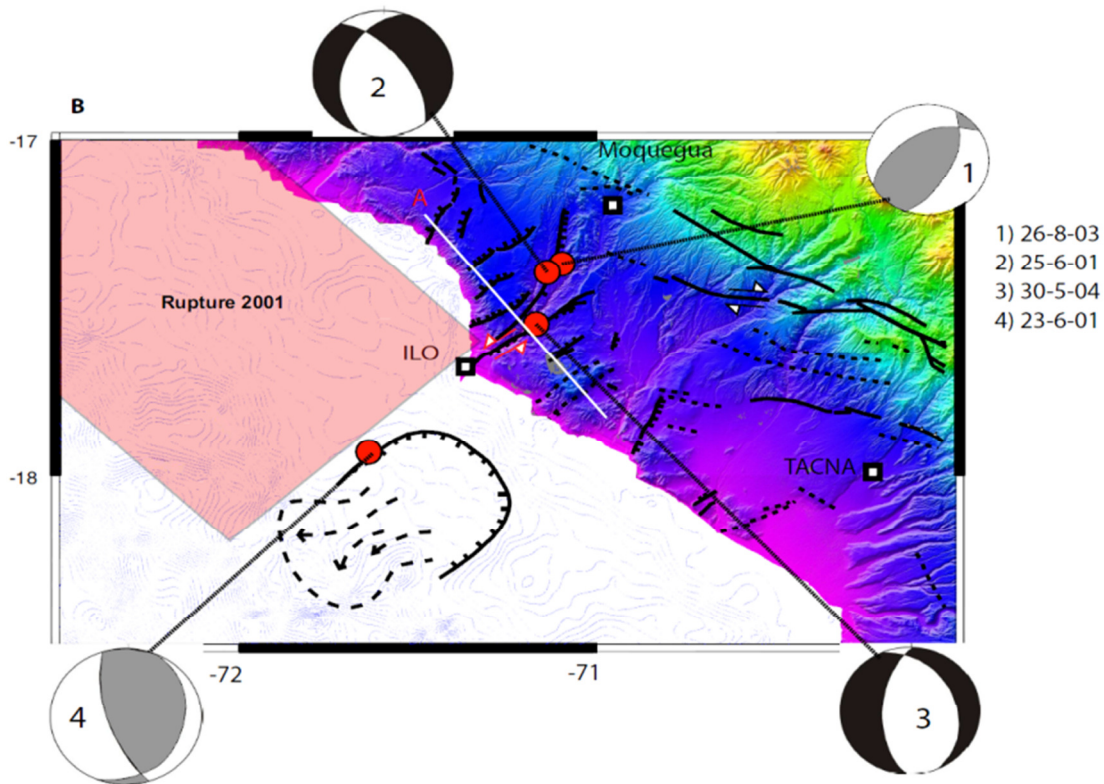 2
B
-17
Moquegua
1
A
1) 26-8-03
2) 25-6-01
3) 30-5-04
4) 23-6-01
Rupture 2001
ILO
-18
TACNA
-72
-71
4
3